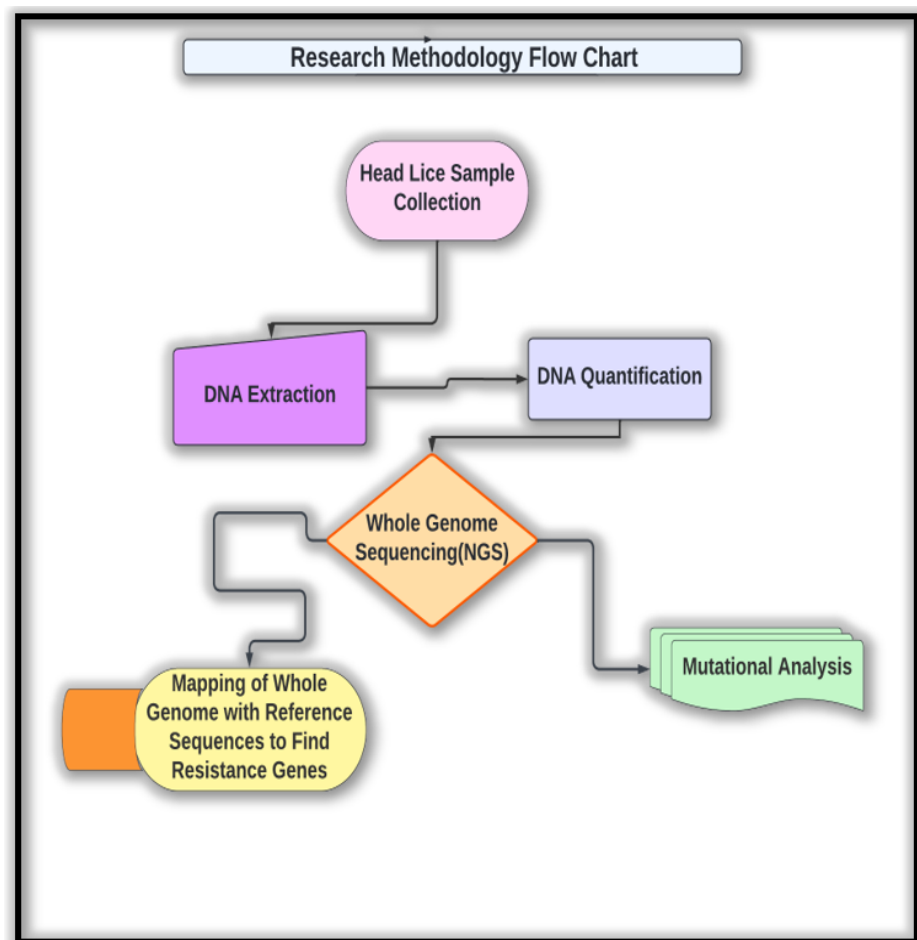 Research Methodology Flow Chart
Head Lice Sample
Collection
DNA Extraction
DNA Quantification
Whole Genome
Sequencing(NGS)
Mutational Analysis
Mapping of Whole
Genome with Reference
Sequences to Find
Resistance Genes